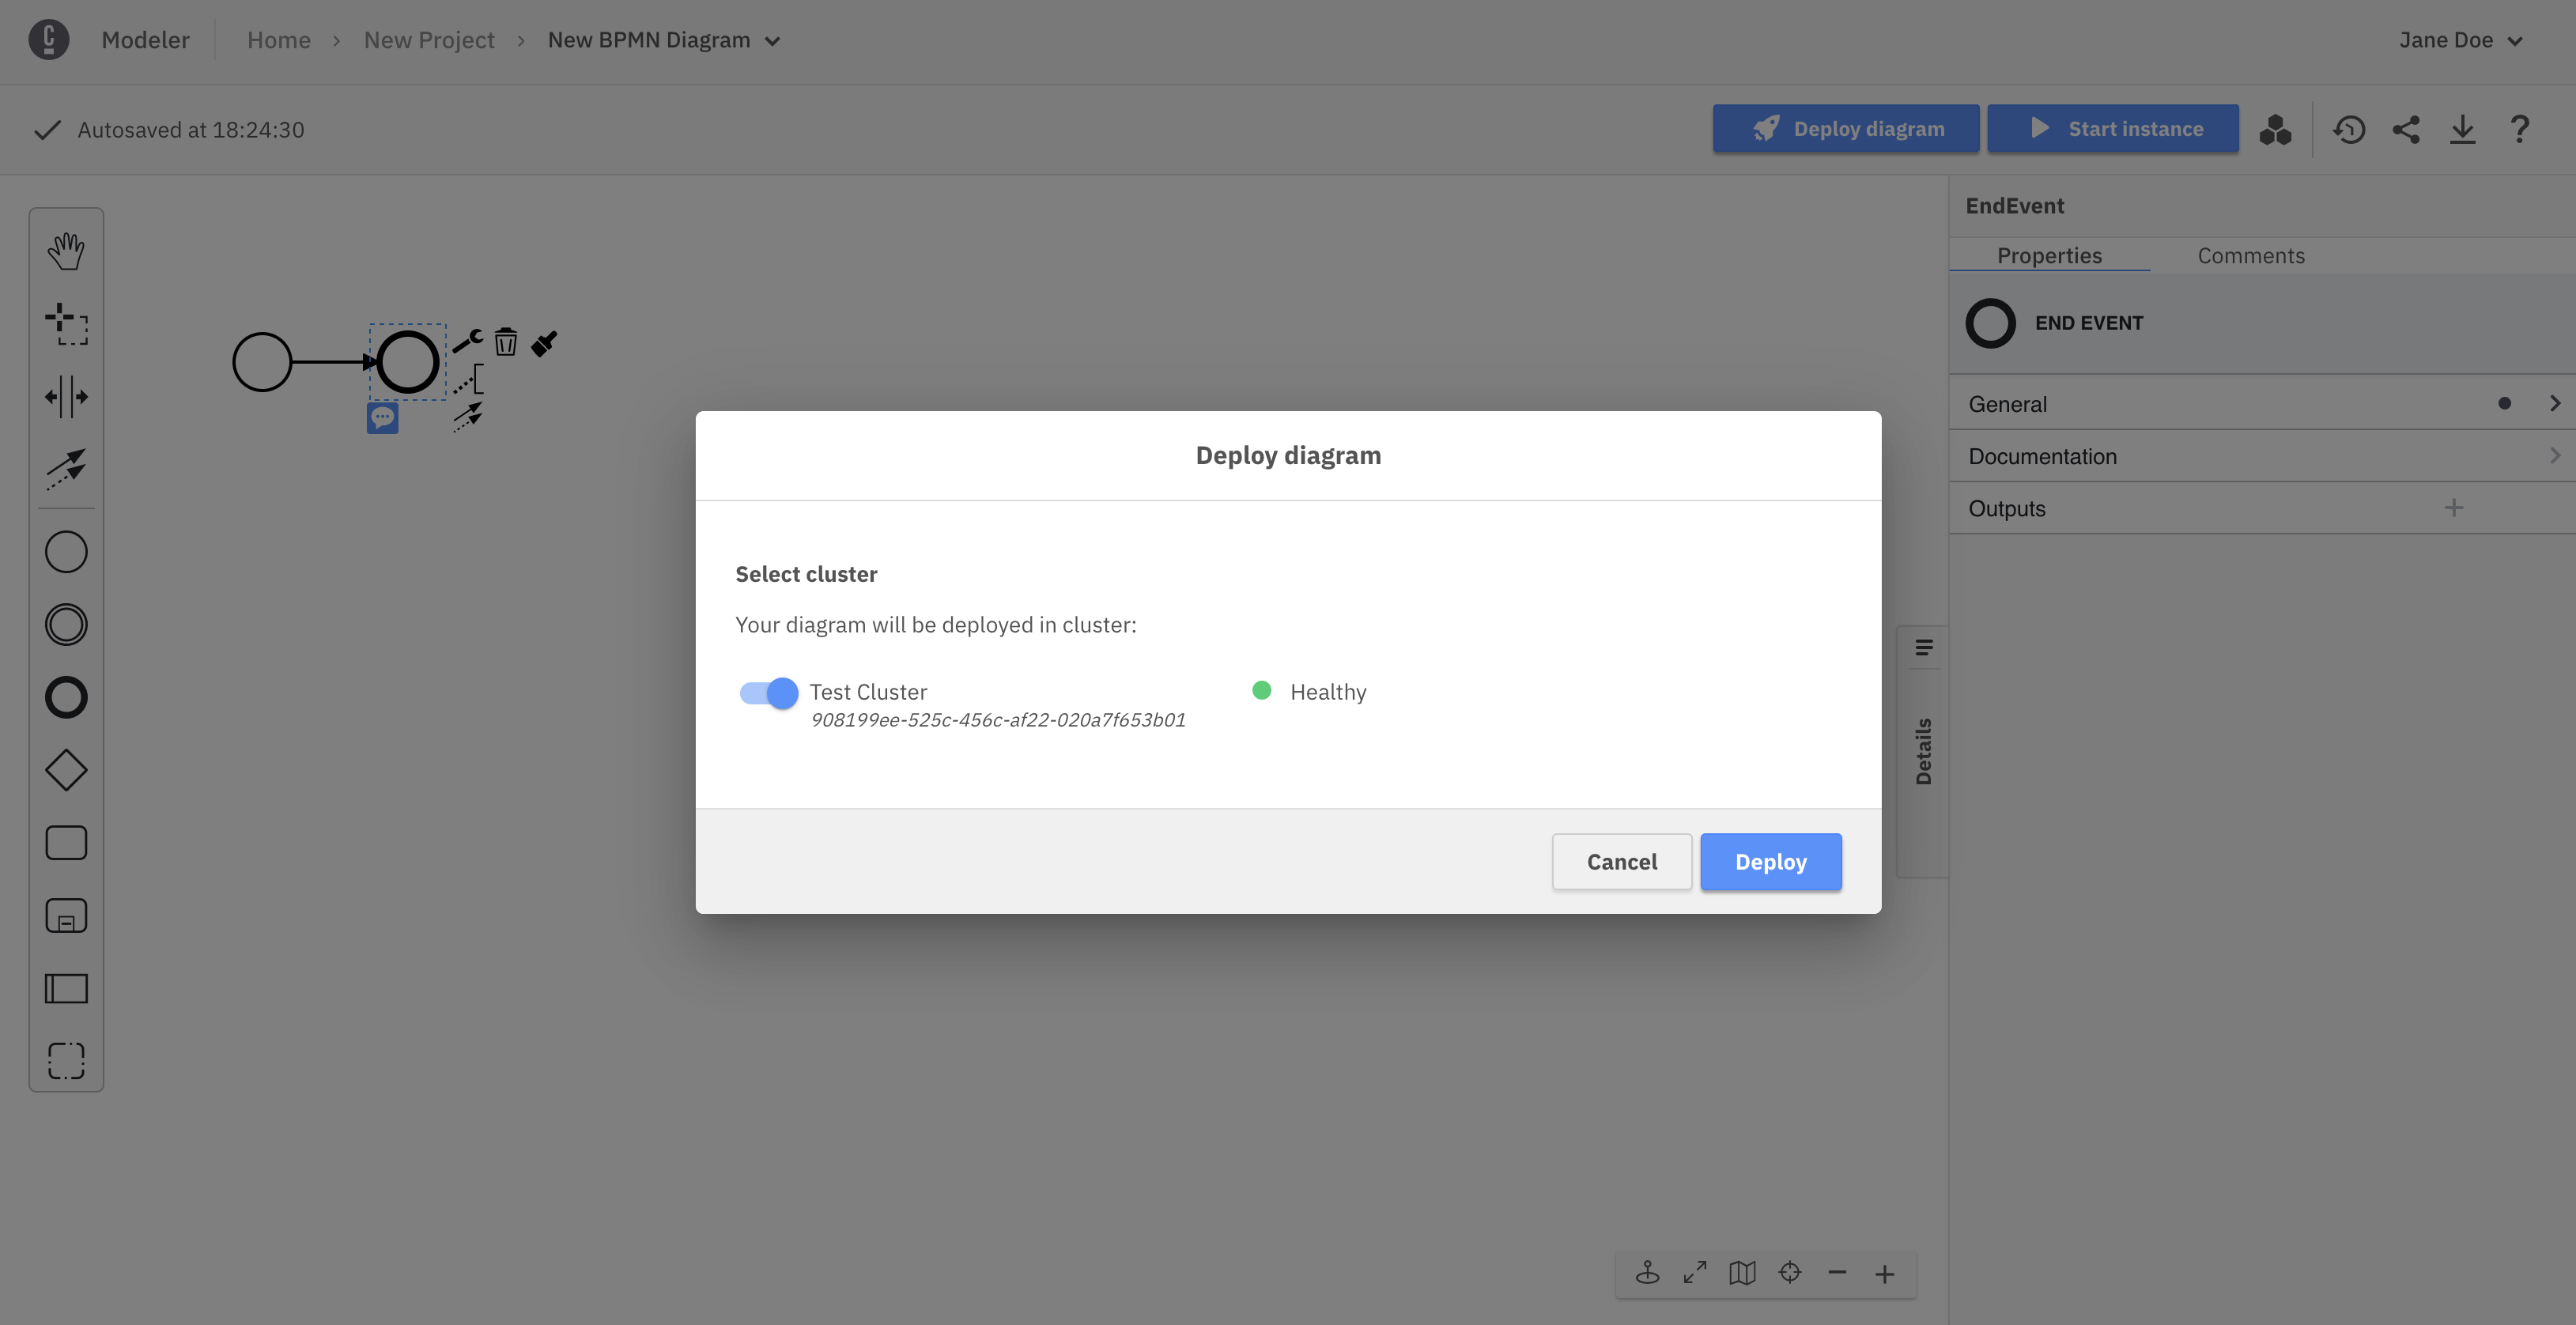 Modeler
Home > New Project > New BPMN Diagram
Jane Doe
Autosaved at 18:24:30
Deploy diagram
Start instance
?
EndEvent
Properties
Comments
END EVENT
General
Documentation
Outputs
Deploy diagram
Select cluster
Your diagram will be deployed in cluster:
Test Cluster
Healthy
908199ee-525c-456c-af22-020a7f653b01
Details
Cancel
Deploy